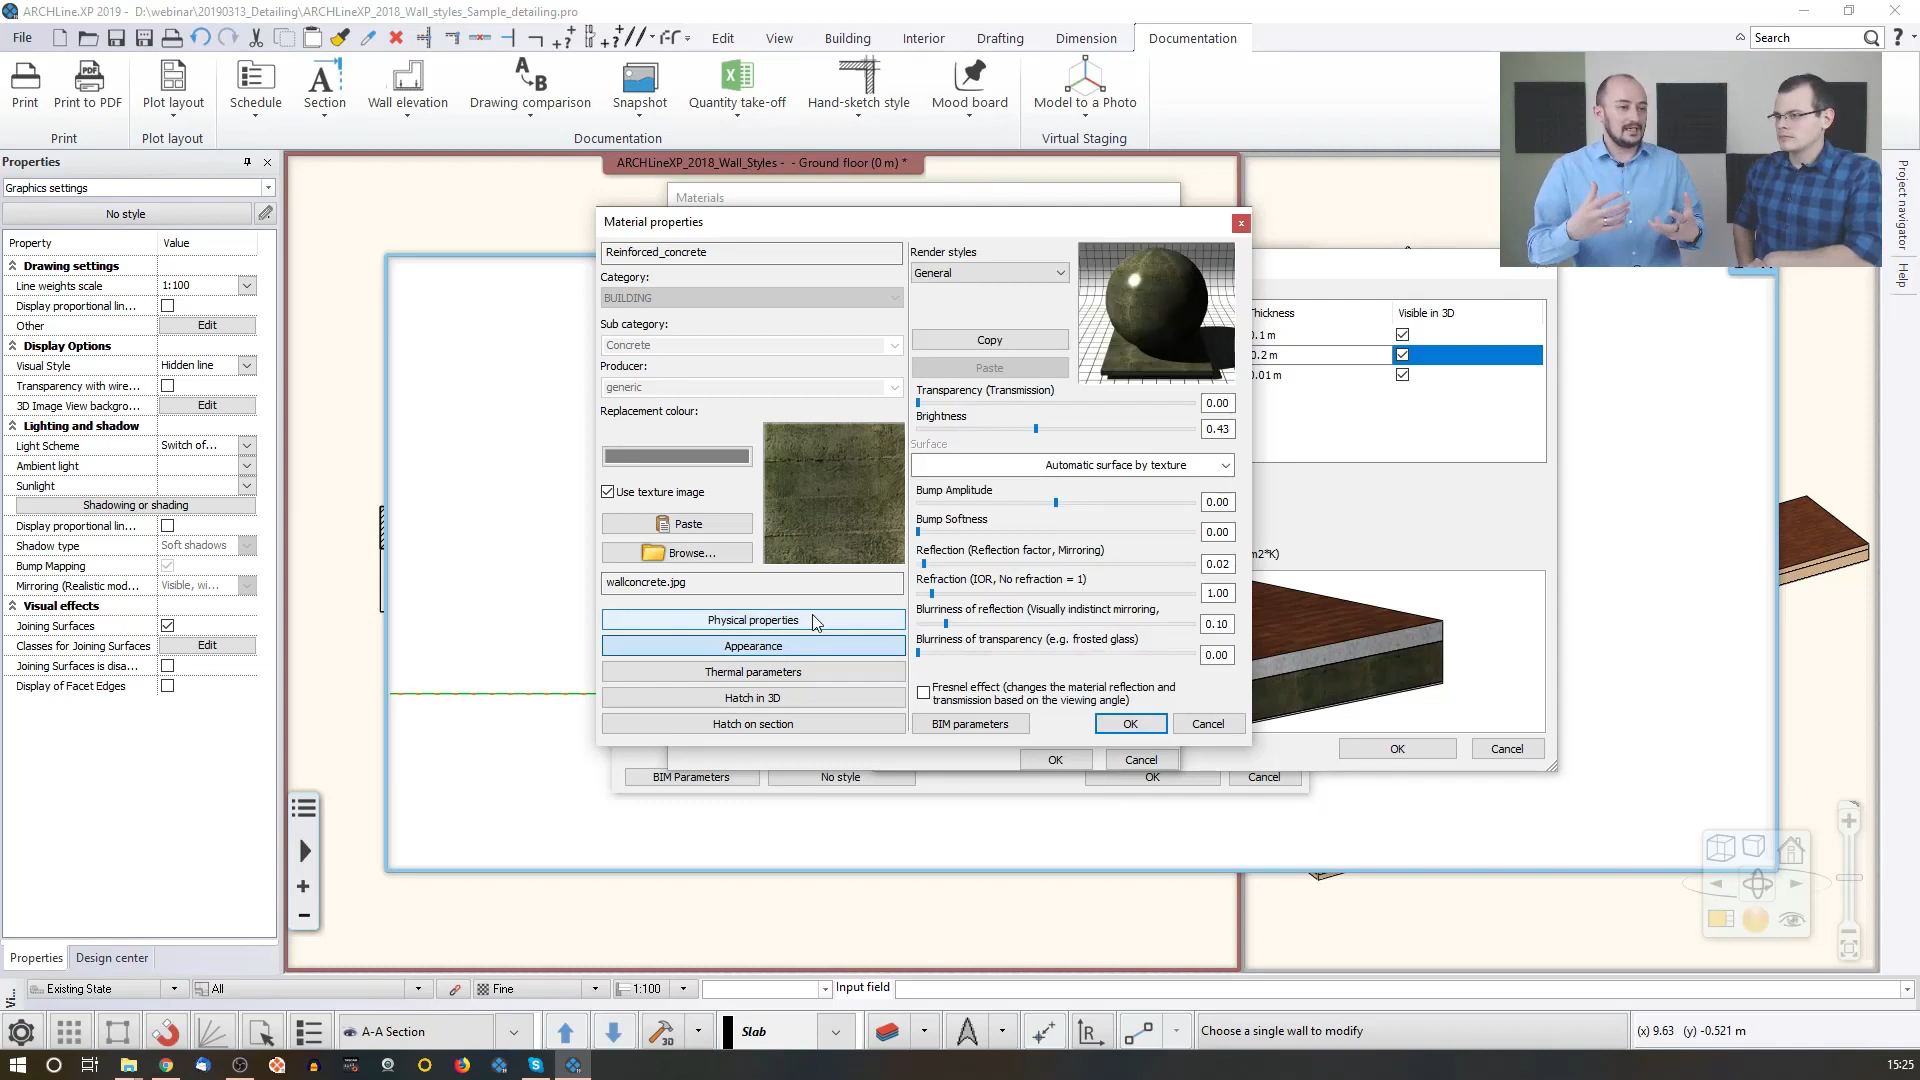 ARCHLine.XP 2019 - D:\webinar\20190313_Detailing\ARCHLineXP_2018_Wall_styles_Sample_detailing.pro
File
Edit
View
Building
Interior
Drafting
Dimension
Documentation
Search
Print
Print to PDF
Plot layout
Schedule
Section
Wall elevation
Drawing comparison
Snapshot
Quantity take-off
Hand-sketch style
Mood board
Model to a Photo
Print
Plot layout
Documentation
Virtual Staging
Properties
Graphics settings
No style
Property
Value
Drawing settings
Line weights scale
1:100
Display proportional lin...
Other
Edit
Display Options
Visual Style
Hidden line
Transparency with wire...
3D Image View backgro...
Edit
Lighting and shadow
Light Scheme
Switch of...
Ambient light
Sunlight
Shadowing or shading
Display proportional lin...
Shadow type
Soft shadows
Bump Mapping
Mirroring (Realistic mod...
Visible, wi...
Visual effects
Joining Surfaces
Classes for Joining Surfaces
Edit
Joining Surfaces is disa...
Display of Facet Edges
Properties
Design center
ARCHLineXP_2018_Wall_Styles - - Ground floor (0 m) *
Materials
Material properties
Reinforced_concrete
Category:
BUILDING
Sub category:
Concrete
Producer:
generic
Replacement colour:
Use texture image
Paste
Browse...
wallconcrete.jpg
Physical properties
Appearance
Thermal parameters
Hatch in 3D
Hatch on section
Render styles
General
Copy
Paste
Transparency (Transmission)
0.00
Brightness
0.43
Surface
Automatic surface by texture
Bump Amplitude
0.00
Bump Softness
0.00
Reflection (Reflection factor, Mirroring)
0.02
Refraction (IOR, No refraction = 1)
1.00
Blurriness of reflection (Visually indistinct mirroring,
0.10
Blurriness of transparency (e.g. frosted glass)
0.00
Fresnel effect (changes the material reflection and
transmission based on the viewing angle)
BIM parameters
OK
Cancel
OK
Cancel
BIM Parameters
No style
OK
Cancel
Thickness
Visible in 3D
0.1 m
0.2 m
0.01 m
m2*K)
OK
Cancel
Project navigator
Help
Vi...
Existing State
All
Fine
1:100
Input field
A-A Section
3D
Slab
R
Choose a single wall to modify
(x) 9.63 (y) -0.521 m
15:25